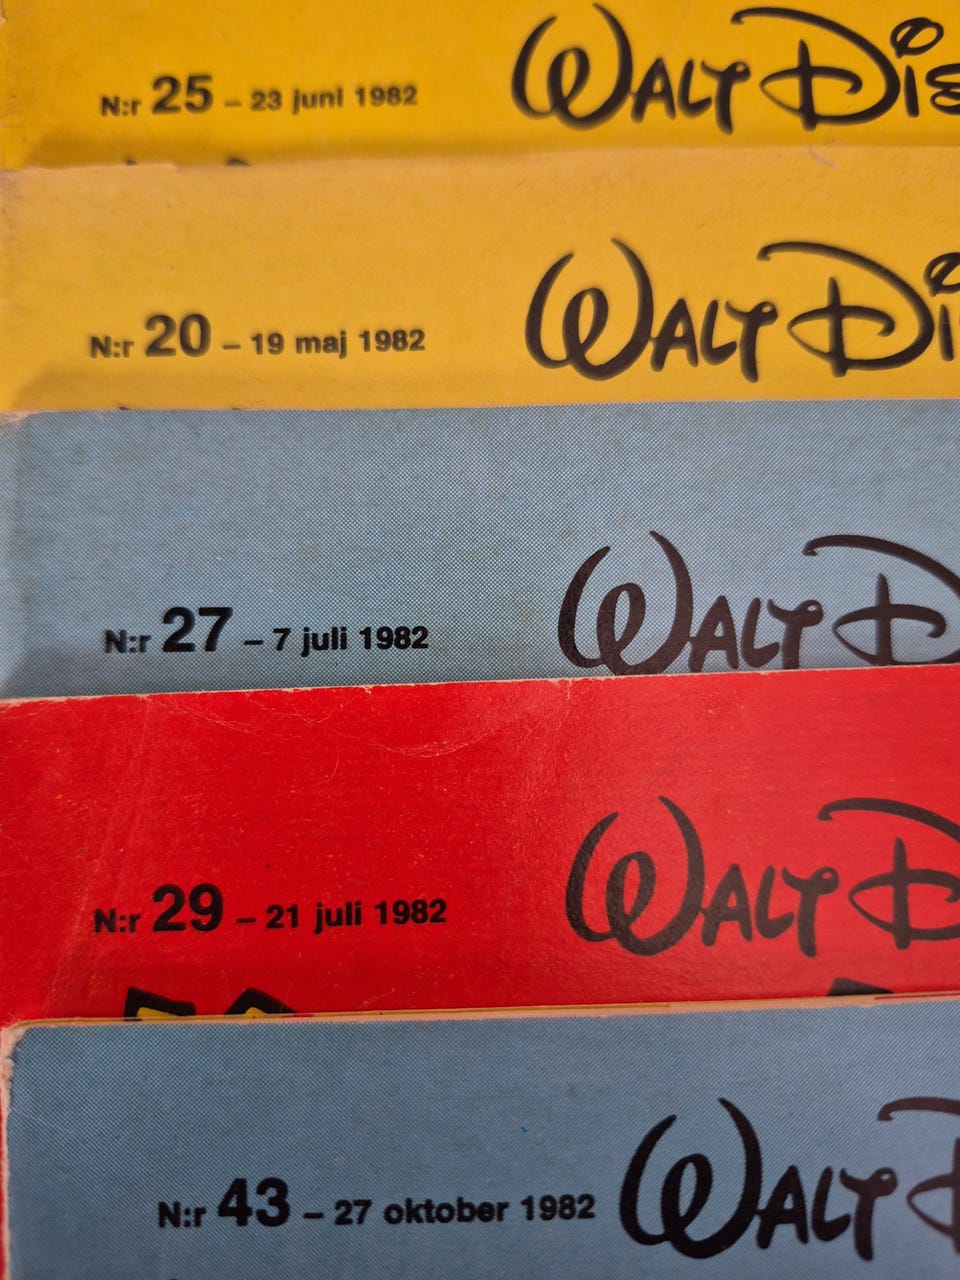 N:r 25 – 23 juni 1982 WALT DIS
N:r 20 – 19 maj 1982 WALT DI
N:r 27 – 7 juli 1982 WALT D
N:r 29 – 21 juli 1982 WALT D
N:r 43 – 27 oktober 1982 WALT